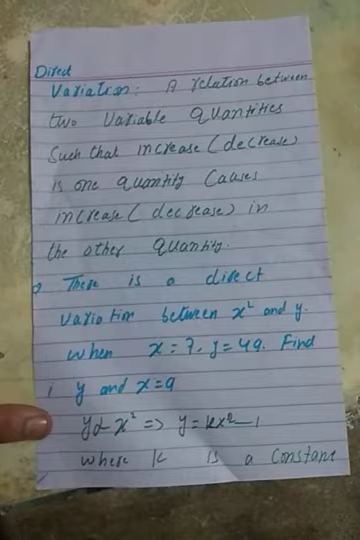 Direct
Variation: A relation between
two Variable quantities
Such that increase (decrease)
is one quantity Causes
increase (decrease) in
the other quantity.
There is a direct
variation between x² and y.
when x = 7, y = 49. Find
i y and x = 9
y ∝ x² => y = kx² — 1
where k is a constant